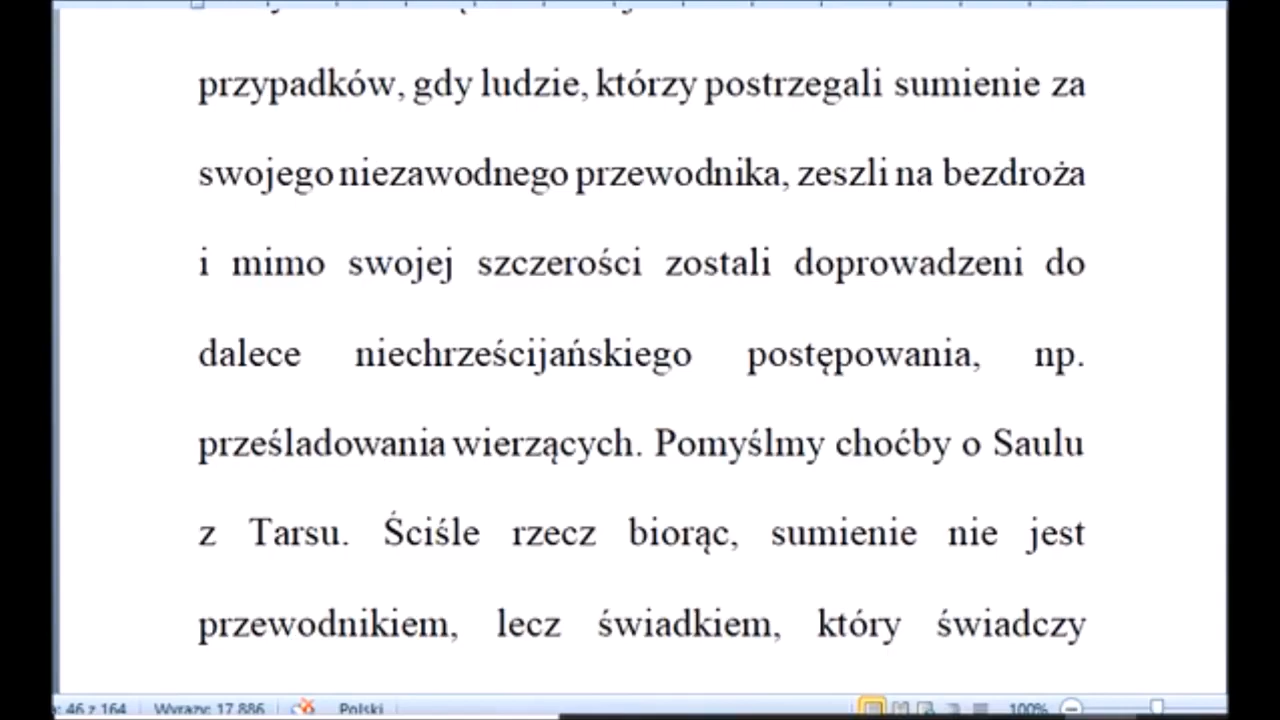 przypadków, gdy ludzie, którzy postrzegali sumienie za
swojego niezawodnego przewodnika, zeszli na bezdroża
i mimo swojej szczerości zostali doprowadzeni do
dalece niechrześcijańskiego postępowania, np.
prześladowania wierzących. Pomyślmy choćby o Saulu
z Tarsu. Ściśle rzecz biorąc, sumienie nie jest
przewodnikiem, lecz świadkiem, który świadczy
: 46 z 164 Wyrazy: 17 886 Polski 100%